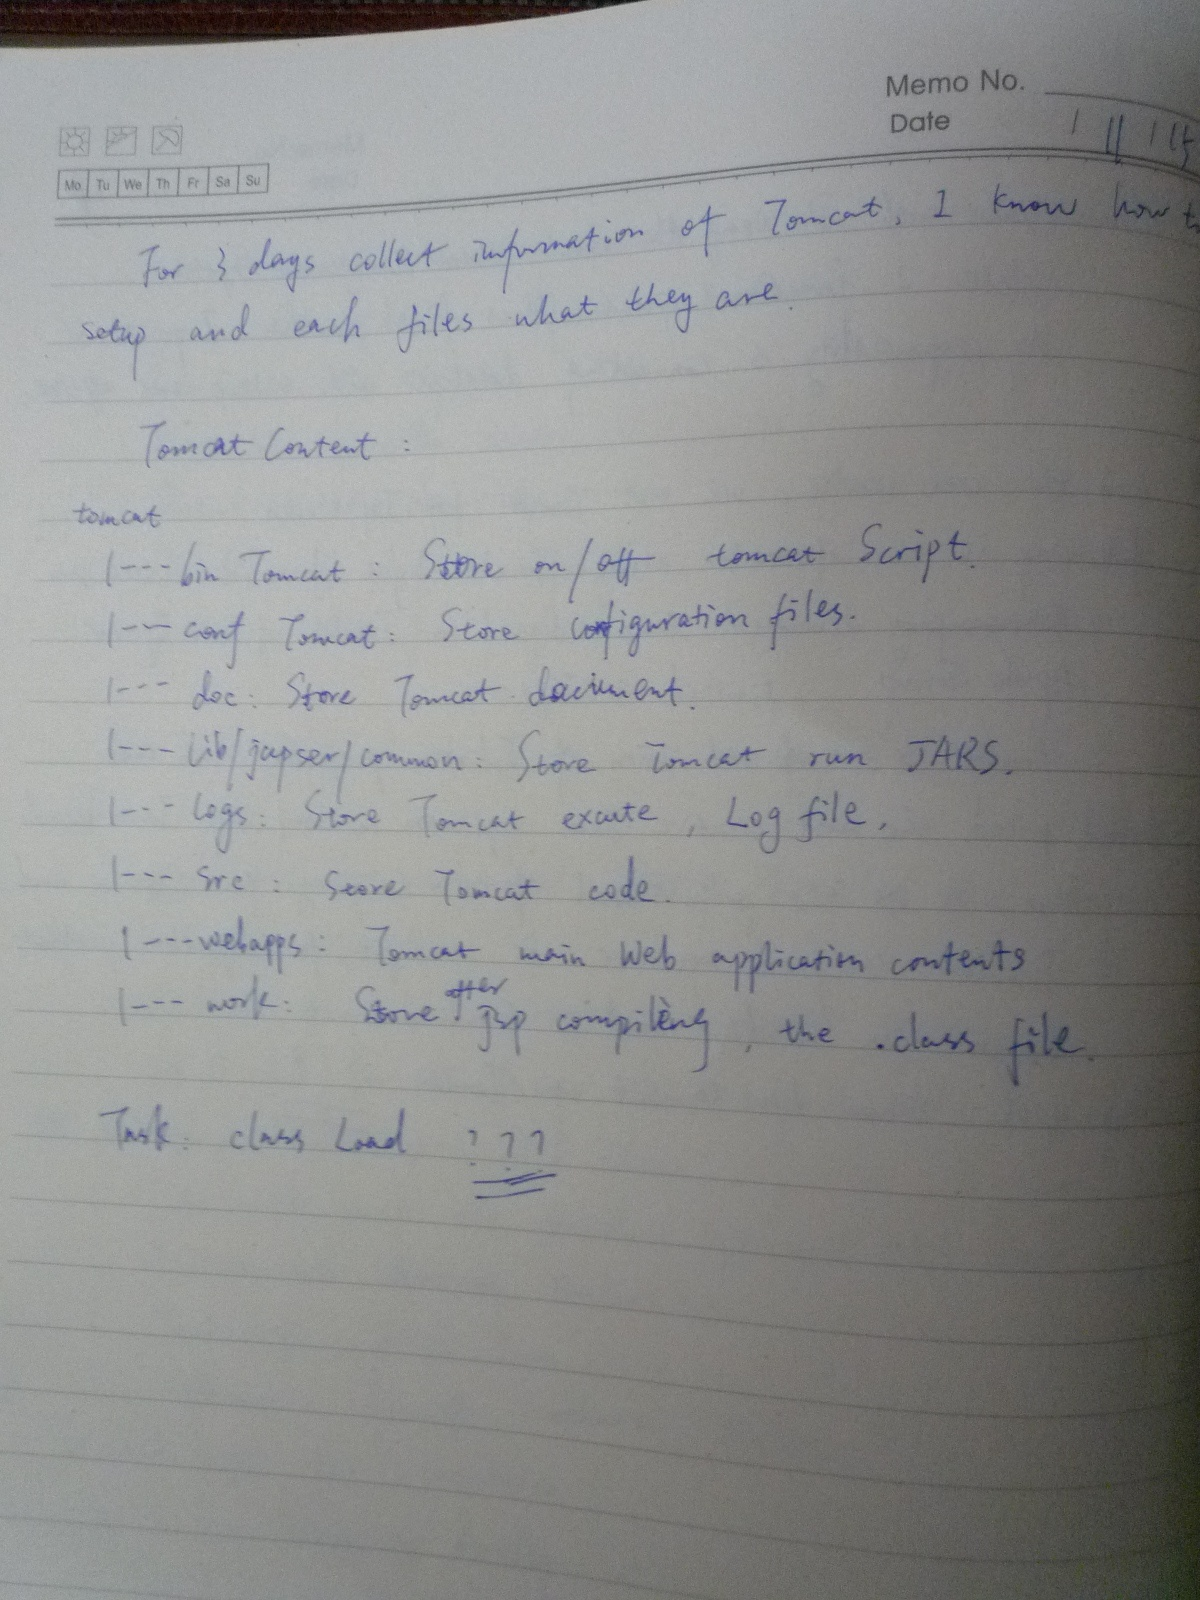 Memo No.
Date
Mo Tu We Th Fr Sa Su
For 3 days collect information of Tomcat, I know how
setup and each files what they are.
Tomcat Content :
tomcat
|--- bin Tomcat : Store on/off tomcat Script.
|--- conf Tomcat : Store configuration files.
|--- doc : Store Tomcat document.
|--- lib/japser/common : Store Tomcat run JARS.
|--- logs : Store Tomcat excute , Log file .
|--- src : Store Tomcat code.
|--- webapps : Tomcat main Web application contents
|--- work : Store after jsp compiling , the .class file.
Task : class Load ???